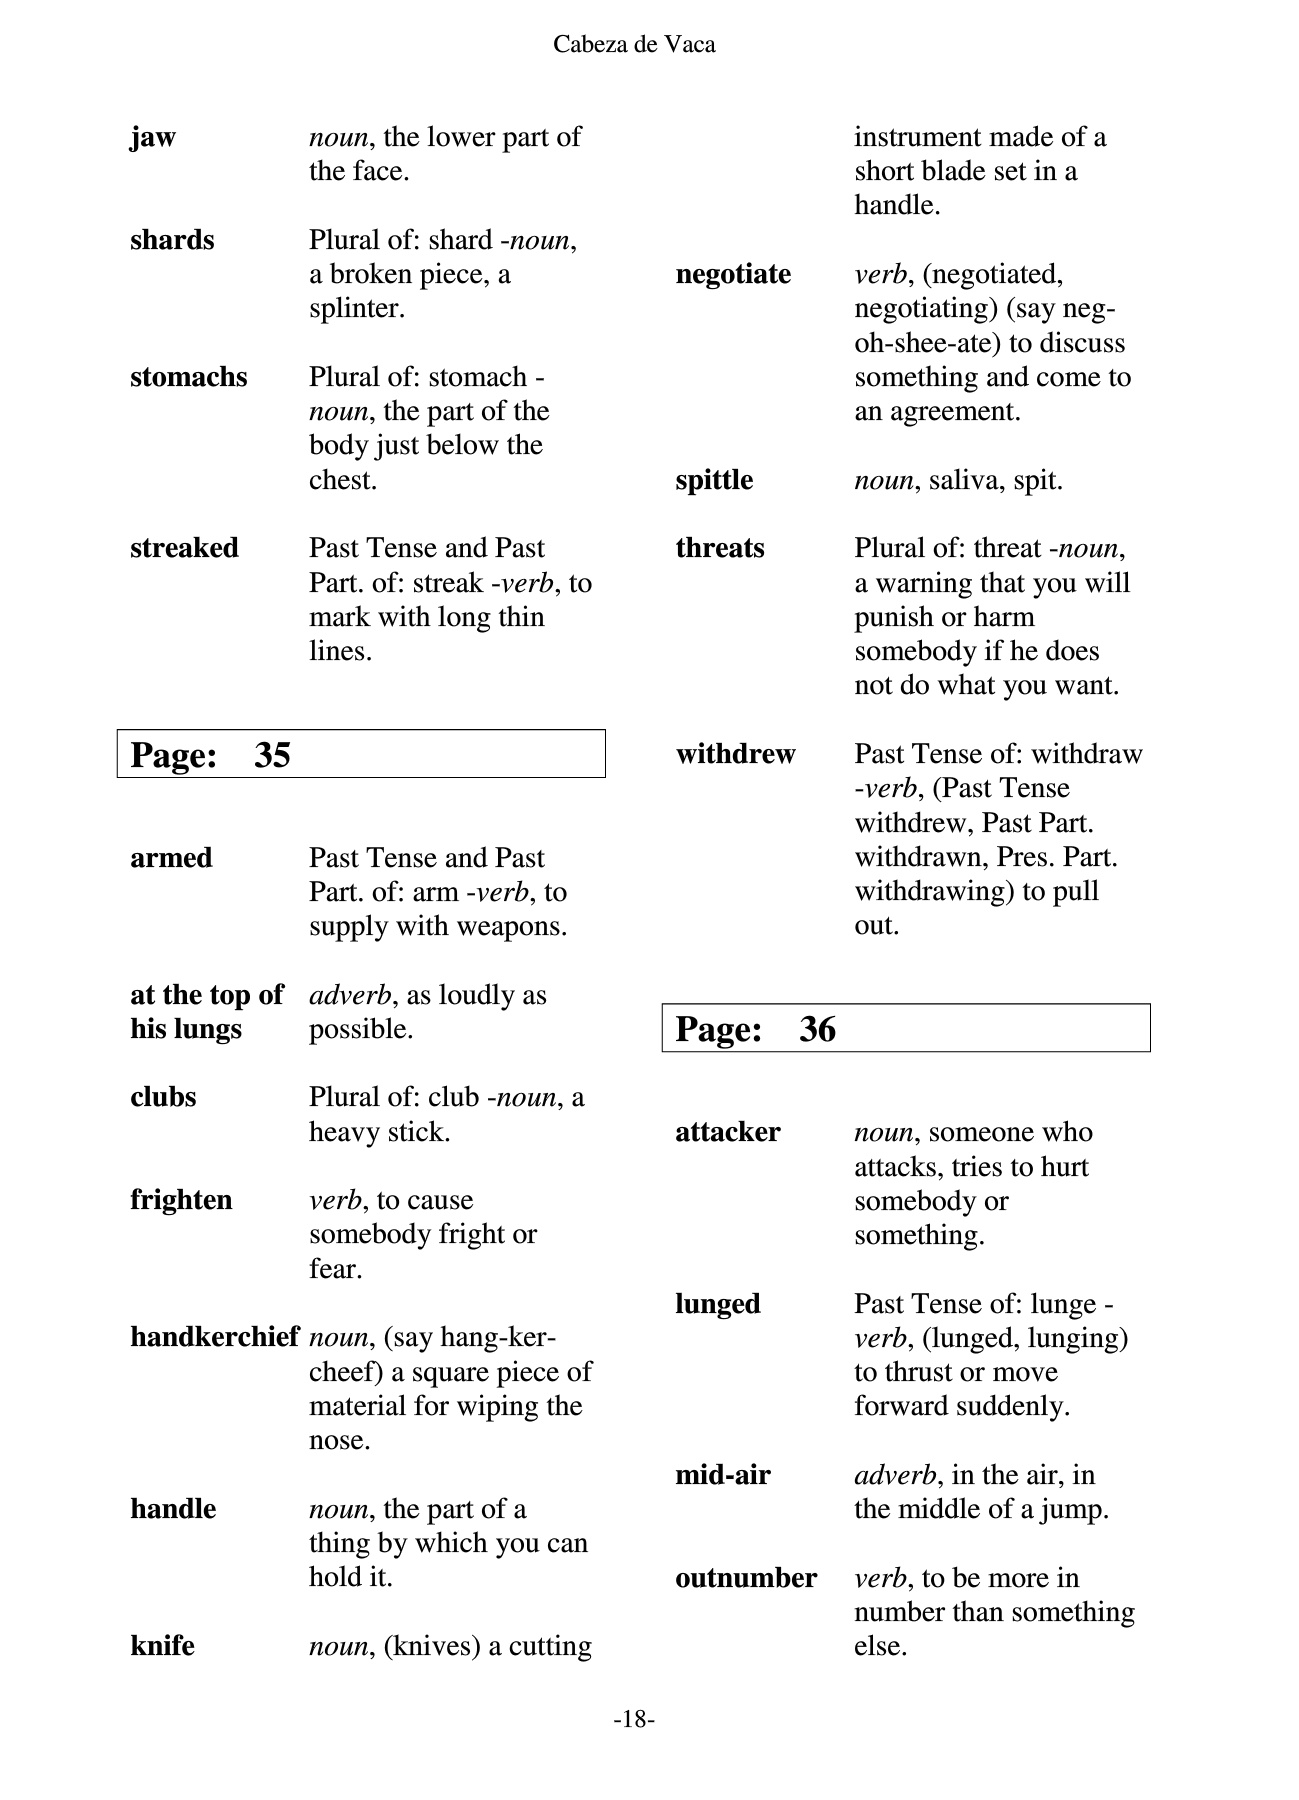 Cabeza de Vaca
jaw noun, the lower part of
the face.
shards Plural of: shard -noun,
a broken piece, a
splinter.
stomachs Plural of: stomach -
noun, the part of the
body just below the
chest.
streaked Past Tense and Past
Part. of: streak -verb, to
mark with long thin
lines.
Page: 35
armed Past Tense and Past
Part. of: arm -verb, to
supply with weapons.
at the top of adverb, as loudly as
his lungs possible.
clubs Plural of: club -noun, a
heavy stick.
frighten verb, to cause
somebody fright or
fear.
handkerchief noun, (say hang-ker-
cheef) a square piece of
material for wiping the
nose.
handle noun, the part of a
thing by which you can
hold it.
knife noun, (knives) a cutting
instrument made of a
short blade set in a
handle.
negotiate verb, (negotiated,
negotiating) (say neg-
oh-shee-ate) to discuss
something and come to
an agreement.
spittle noun, saliva, spit.
threats Plural of: threat -noun,
a warning that you will
punish or harm
somebody if he does
not do what you want.
withdrew Past Tense of: withdraw
-verb, (Past Tense
withdrew, Past Part.
withdrawn, Pres. Part.
withdrawing) to pull
out.
Page: 36
attacker noun, someone who
attacks, tries to hurt
somebody or
something.
lunged Past Tense of: lunge -
verb, (lunged, lunging)
to thrust or move
forward suddenly.
mid-air adverb, in the air, in
the middle of a jump.
outnumber verb, to be more in
number than something
else.
-18-